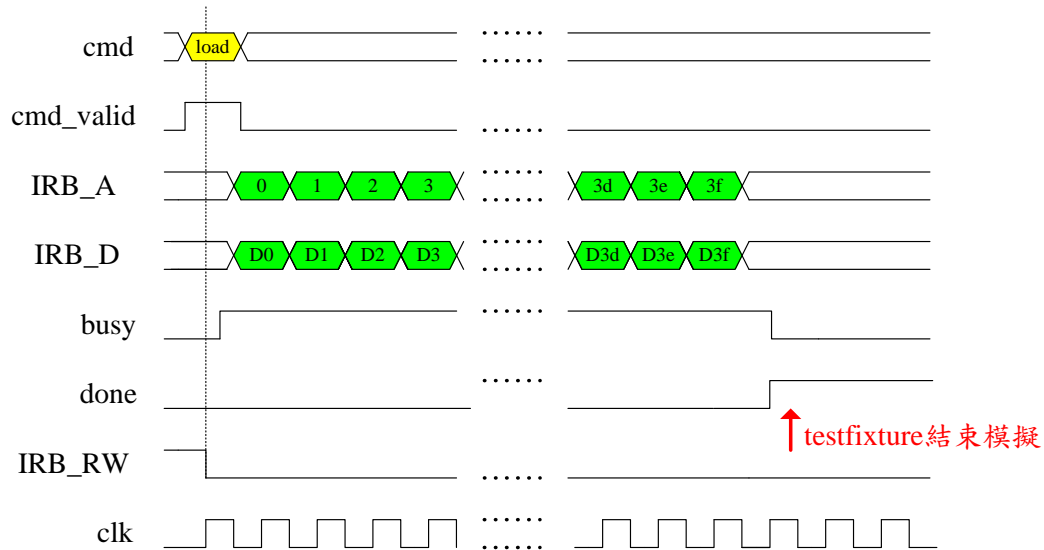 cmd load ......
......
cmd_valid ......
IRB_A 0 1 2 3 ...... 3d 3e 3f
IRB_D D0 D1 D2 D3 ...... D3d D3e D3f
busy ......
done ......
testfixture結束模擬
IRB_RW ......
clk ......
......